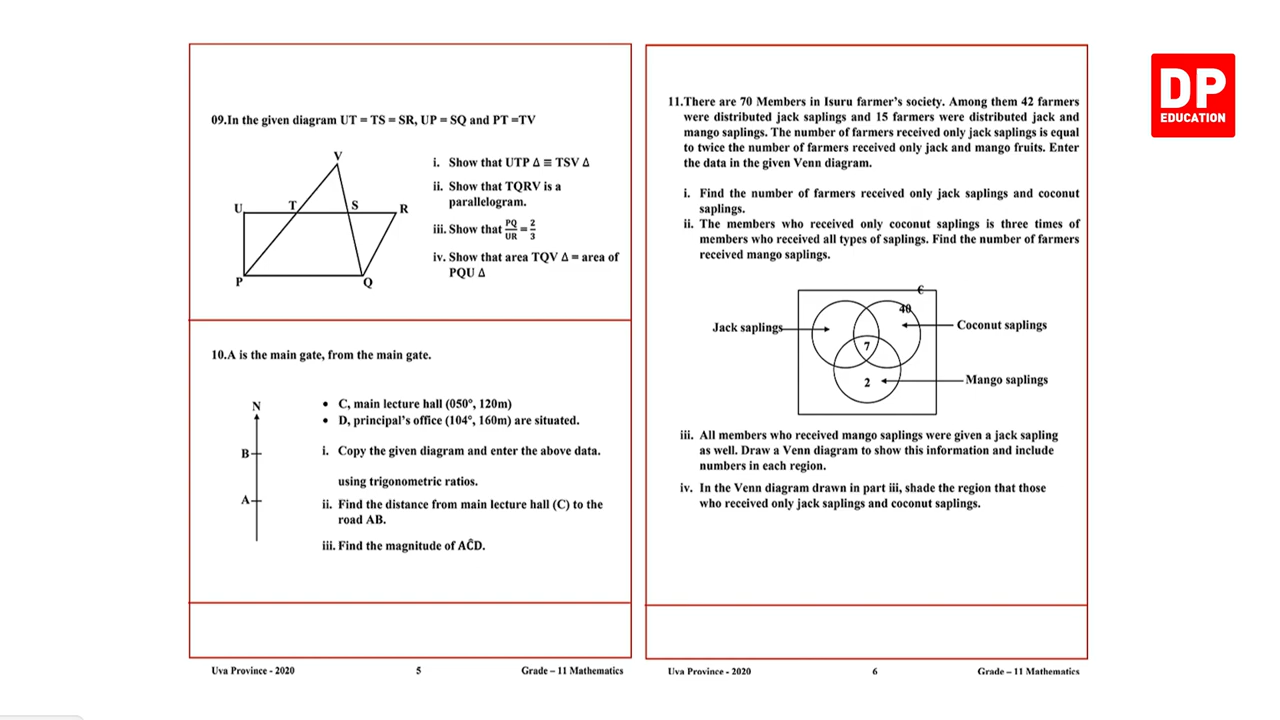 09.In the given diagram UT = TS = SR, UP = SQ and PT =TV
V
U
T
S
R
P
Q
i. Show that UTP Δ ≡ TSV Δ
ii. Show that TQRV is a
parallelogram.
iii. Show that PQ/UR = 2/3
iv. Show that area TQV Δ = area of
PQU Δ
10.A is the main gate, from the main gate.
N
B
A
• C, main lecture hall (050°, 120m)
• D, principal's office (104°, 160m) are situated.
i. Copy the given diagram and enter the above data.
using trigonometric ratios.
ii. Find the distance from main lecture hall (C) to the
road AB.
iii. Find the magnitude of AĈD.
Uva Province - 2020
5
Grade – 11 Mathematics
11.There are 70 Members in Isuru farmer's society. Among them 42 farmers
were distributed jack saplings and 15 farmers were distributed jack and
mango saplings. The number of farmers received only jack saplings is equal
to twice the number of farmers received only jack and mango fruits. Enter
the data in the given Venn diagram.
i. Find the number of farmers received only jack saplings and coconut
saplings.
ii. The members who received only coconut saplings is three times of
members who received all types of saplings. Find the number of farmers
received mango saplings.
40
Jack saplings
Coconut saplings
7
2
Mango saplings
iii. All members who received mango saplings were given a jack sapling
as well. Draw a Venn diagram to show this information and include
numbers in each region.
iv. In the Venn diagram drawn in part iii, shade the region that those
who received only jack saplings and coconut saplings.
Uva Province - 2020
6
Grade – 11 Mathematics
DP
EDUCATION